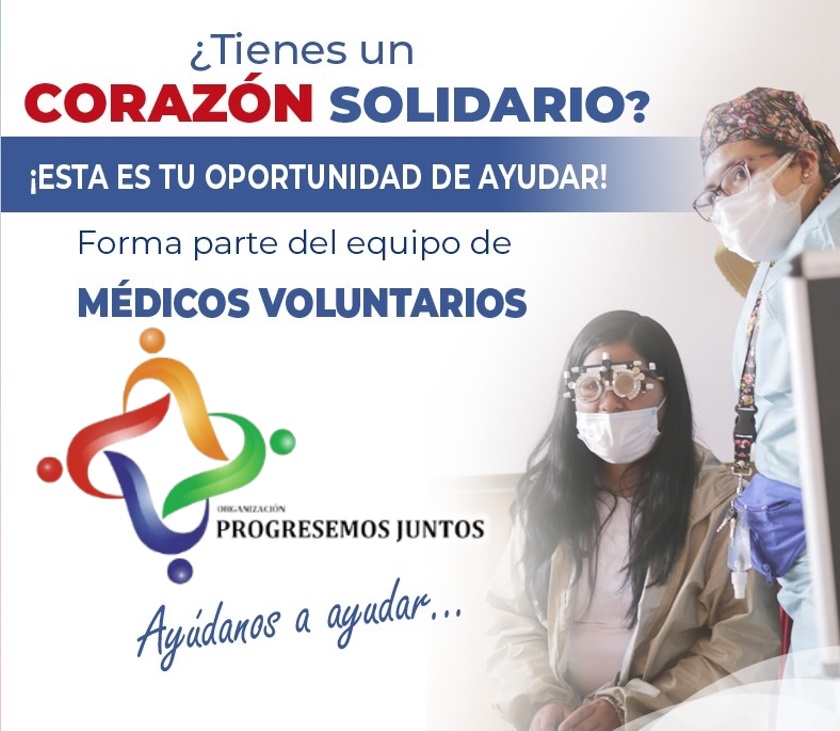 ¿Tienes un
CORAZÓN SOLIDARIO?
¡ESTA ES TU OPORTUNIDAD DE AYUDAR!
Forma parte del equipo de
MÉDICOS VOLUNTARIOS
ORGANIZACIÓN
PROGRESEMOS JUNTOS
Ayúdanos a ayudar...